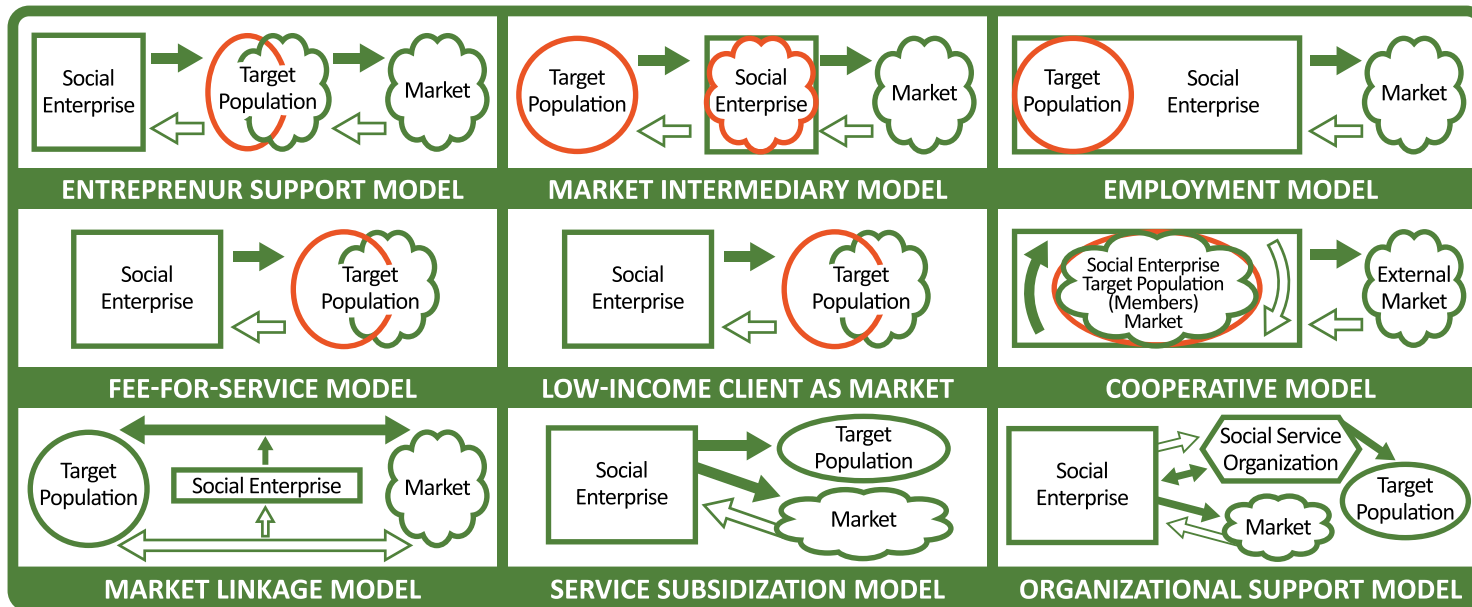 Social
Enterprise
Target
Population
Market
ENTREPRENUR SUPPORT MODEL
Target
Population
Social
Enterprise
Market
MARKET INTERMEDIARY MODEL
Target
Population
Social
Enterprise
Market
EMPLOYMENT MODEL
Social
Enterprise
Target
Population
FEE-FOR-SERVICE MODEL
Social
Enterprise
Target
Population
LOW-INCOME CLIENT AS MARKET
Social Enterprise
Target Population
(Members)
Market
External
Market
COOPERATIVE MODEL
Target
Population
Social Enterprise
Market
MARKET LINKAGE MODEL
Social
Enterprise
Target
Population
Market
SERVICE SUBSIDIZATION MODEL
Social
Enterprise
Social Service
Organization
Market
Target
Population
ORGANIZATIONAL SUPPORT MODEL